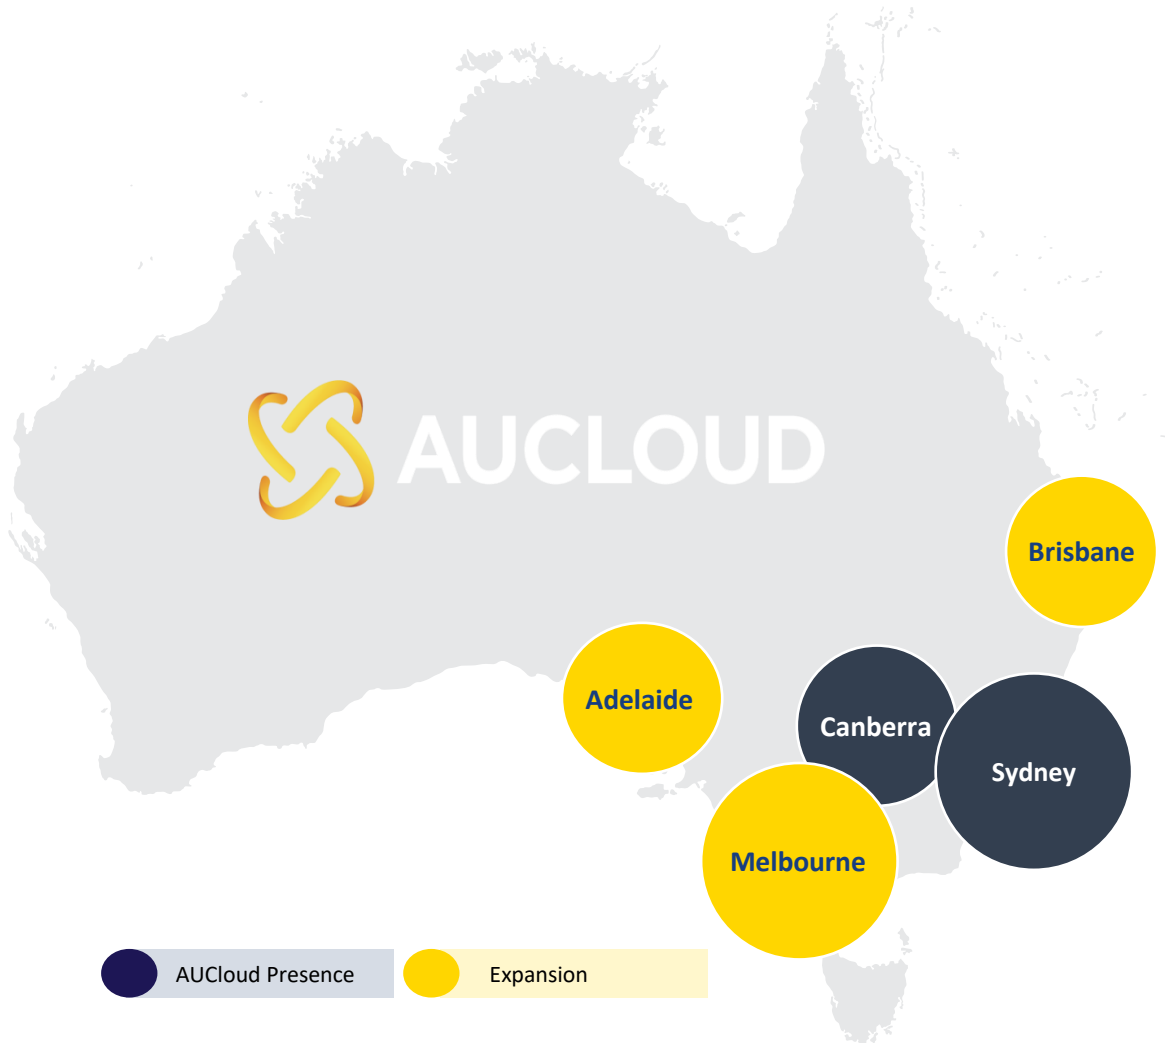 AUCLOUD
Brisbane
Adelaide
Canberra
Sydney
Melbourne
AUCloud Presence
Expansion